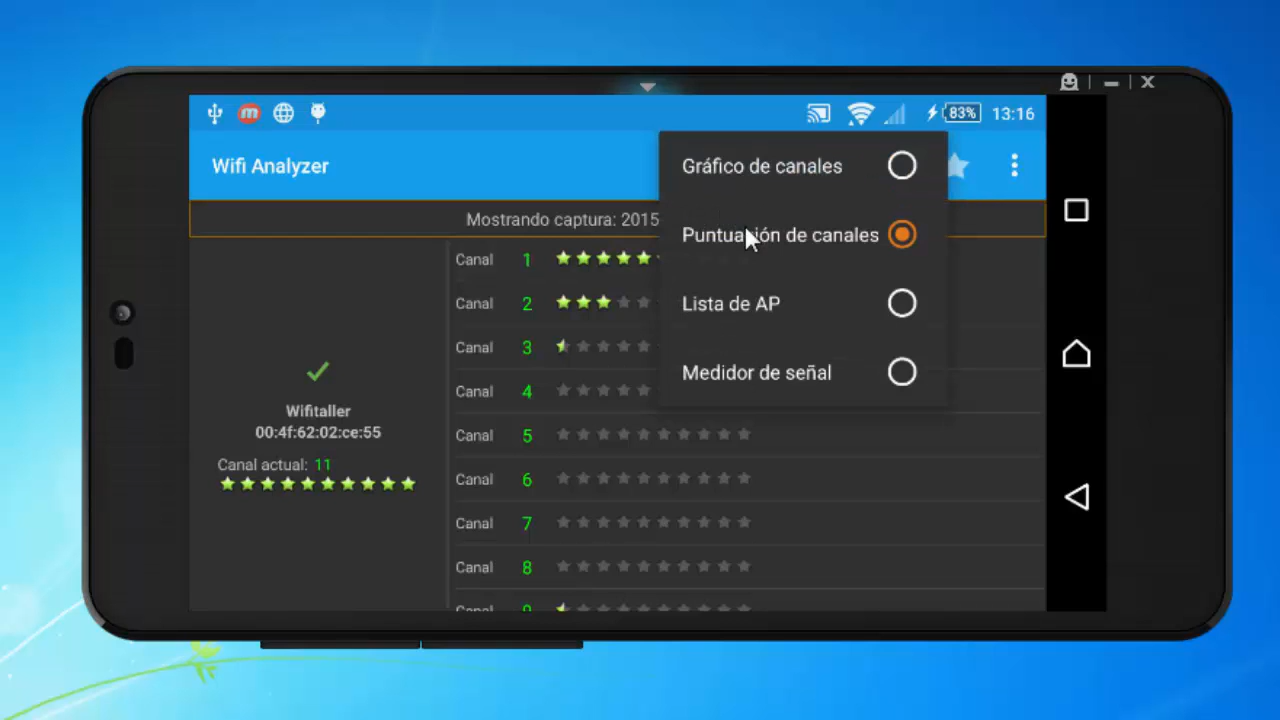 83% 13:16
Wifi Analyzer
Gráfico de canales
Puntuación de canales
Lista de AP
Medidor de señal
Mostrando captura: 2015
Wifitaller
00:4f:62:02:ce:55
Canal actual: 11
Canal 1
Canal 2
Canal 3
Canal 4
Canal 5
Canal 6
Canal 7
Canal 8
Canal 9